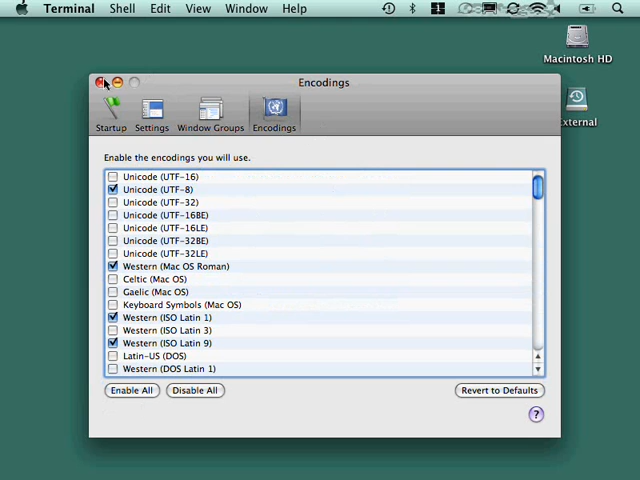 Terminal Shell Edit View Window Help
Macintosh HD
External
Encodings
Startup Settings Window Groups Encodings
Enable the encodings you will use.
Unicode (UTF-16)
Unicode (UTF-8)
Unicode (UTF-32)
Unicode (UTF-16BE)
Unicode (UTF-16LE)
Unicode (UTF-32BE)
Unicode (UTF-32LE)
Western (Mac OS Roman)
Celtic (Mac OS)
Gaelic (Mac OS)
Keyboard Symbols (Mac OS)
Western (ISO Latin 1)
Western (ISO Latin 3)
Western (ISO Latin 9)
Latin-US (DOS)
Western (DOS Latin 1)
Enable All Disable All Revert to Defaults
?